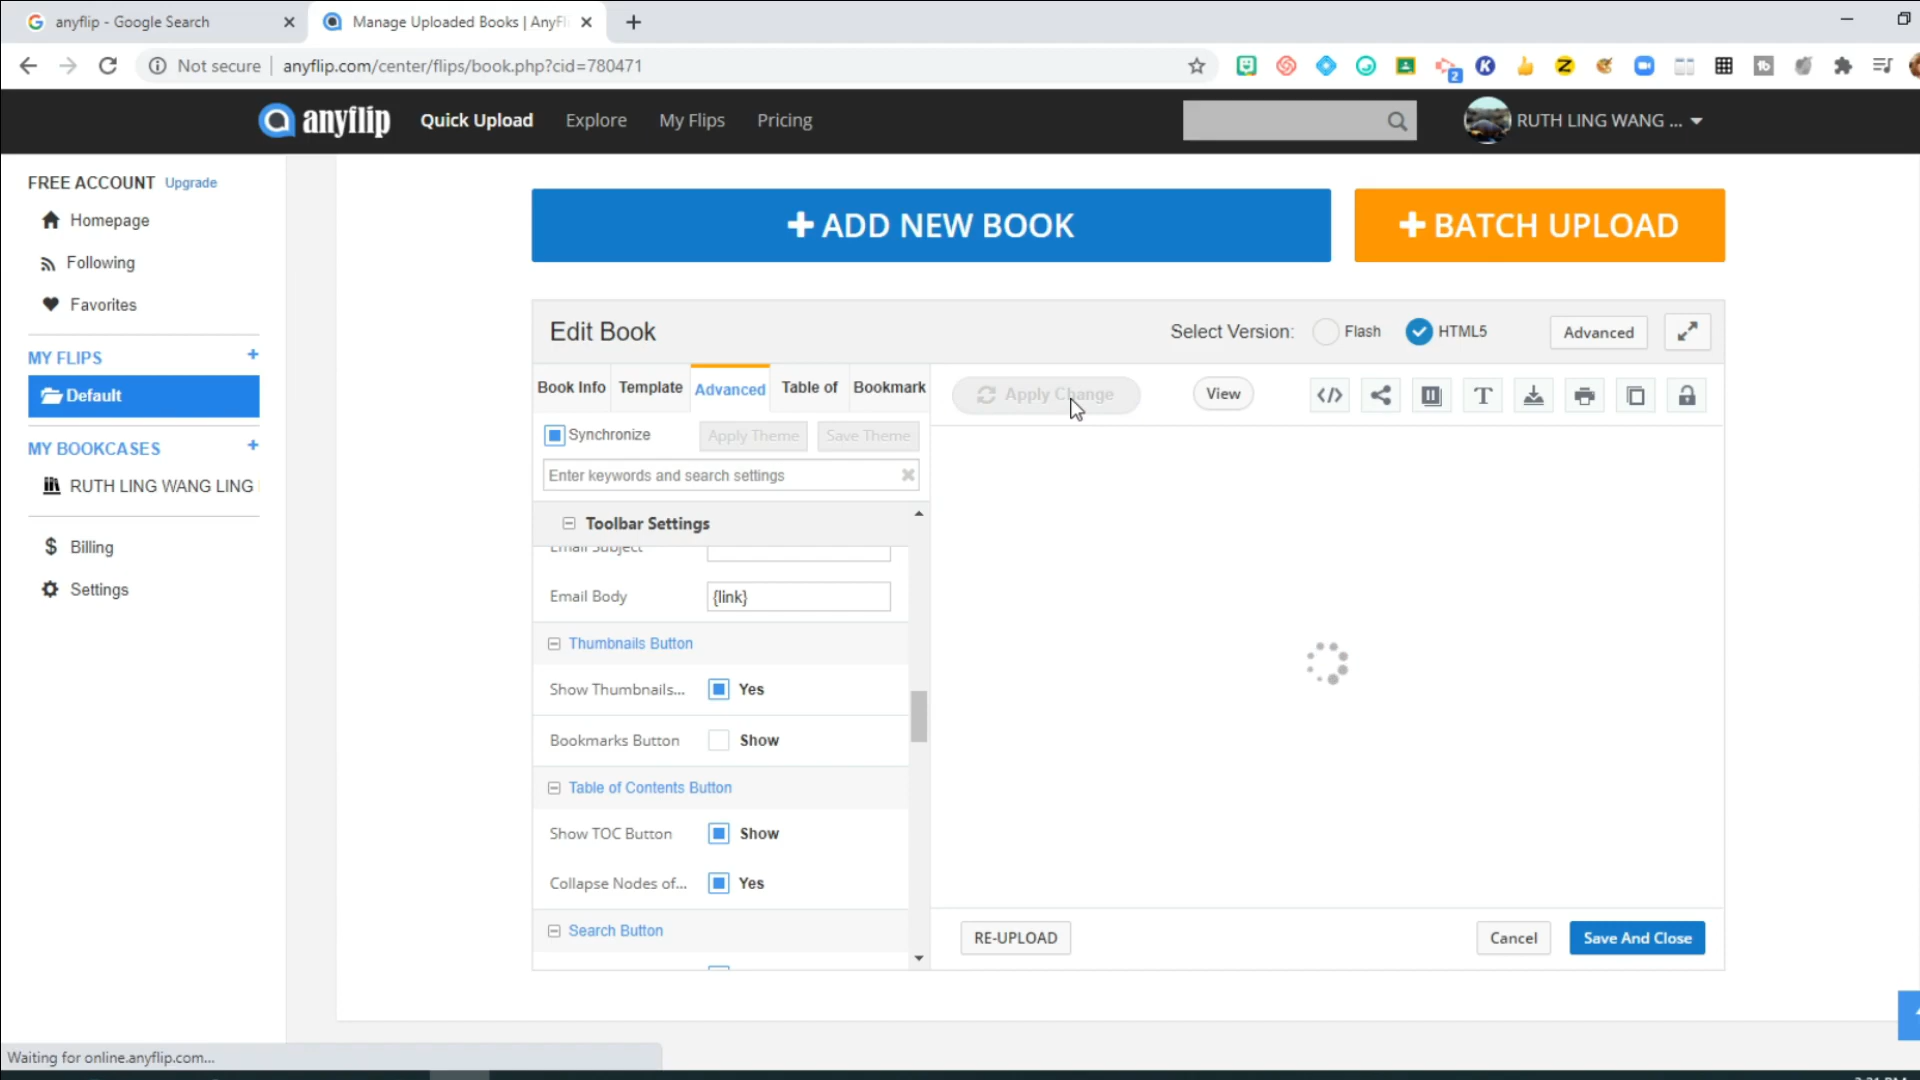 anyflip - Google Search
Manage Uploaded Books | AnyFl
Not secure
anyflip.com/center/flips/book.php?cid=780471
2
anyflip
Quick Upload
Explore
My Flips
Pricing
RUTH LING WANG ...
FREE ACCOUNT Upgrade
Homepage
Following
Favorites
MY FLIPS +
Default
MY BOOKCASES +
RUTH LING WANG LING
Billing
Settings
+ ADD NEW BOOK
+ BATCH UPLOAD
Edit Book
Select Version:
Flash
HTML5
Advanced
Book Info
Template
Advanced
Table of
Bookmark
Apply Change
View
Synchronize
Apply Theme
Save Theme
Enter keywords and search settings
Toolbar Settings
Email Subject
Email Body
{link}
Thumbnails Button
Show Thumbnails... Yes
Bookmarks Button Show
Table of Contents Button
Show TOC Button Show
Collapse Nodes of... Yes
Search Button
RE-UPLOAD
Cancel
Save And Close
Waiting for online.anyflip.com...